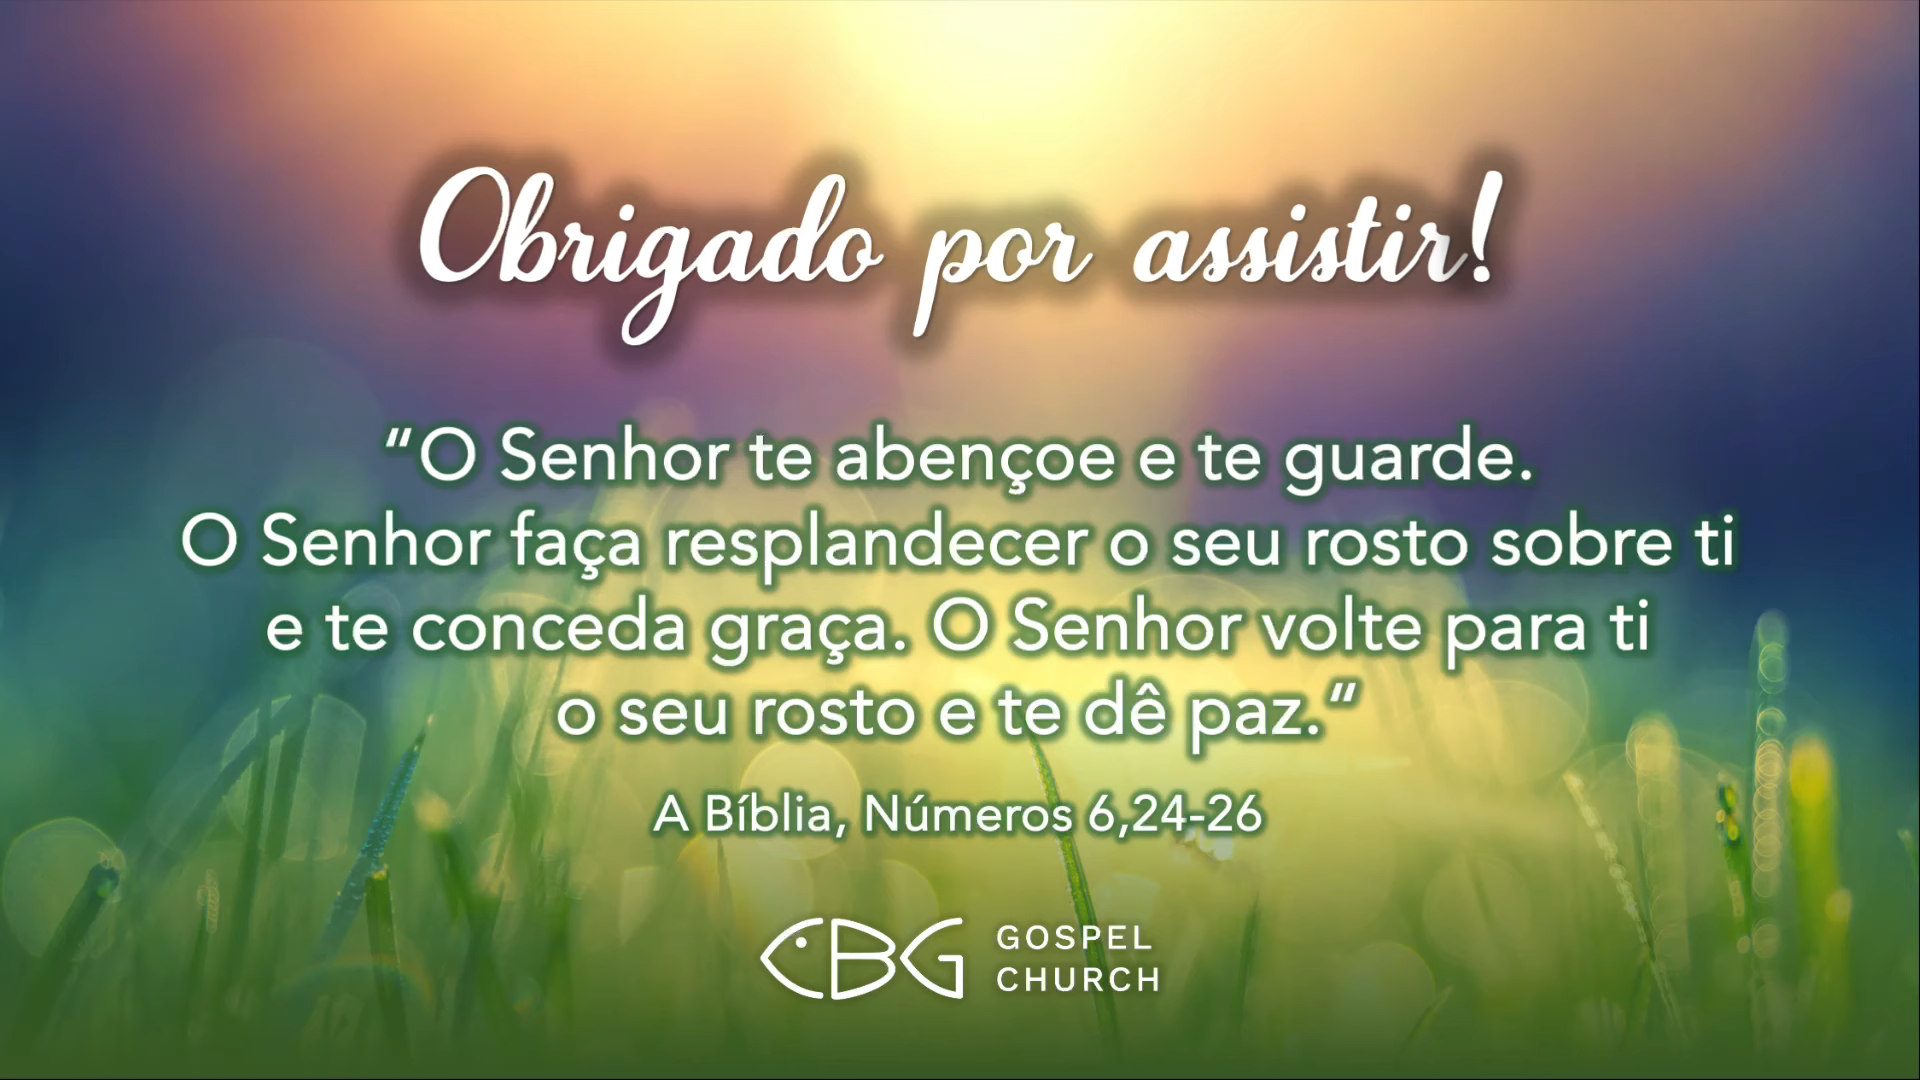 Obrigado por assistir!
“O Senhor te abençoe e te guarde.
O Senhor faça resplandecer o seu rosto sobre ti
e te conceda graça. O Senhor volte para ti
o seu rosto e te dê paz.“
A Bíblia, Números 6,24-26
CBG GOSPEL
CHURCH